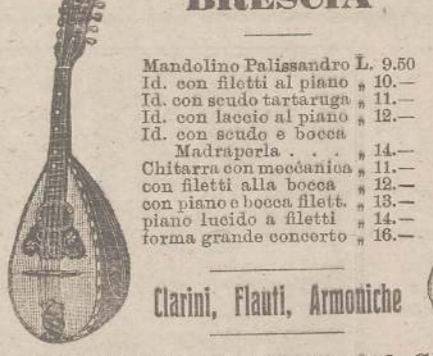 BRESCIA
Mandolino Palissandro L. 9.50
Id. con filetti al piano „ 10.—
Id. con scudo tartaruga „ 11.—
Id. con laccio al piano „ 12.—
Id. con scudo e bocca
Madraperla . . . „ 14.—
Chitarra con meccanica „ 11.—
con filetti alla bocca „ 12.—
con piano e bocca filett. „ 13.—
piano lucido a filetti „ 14.—
forma grande concerto „ 16.—
Clarini, Flauti, Armoniche